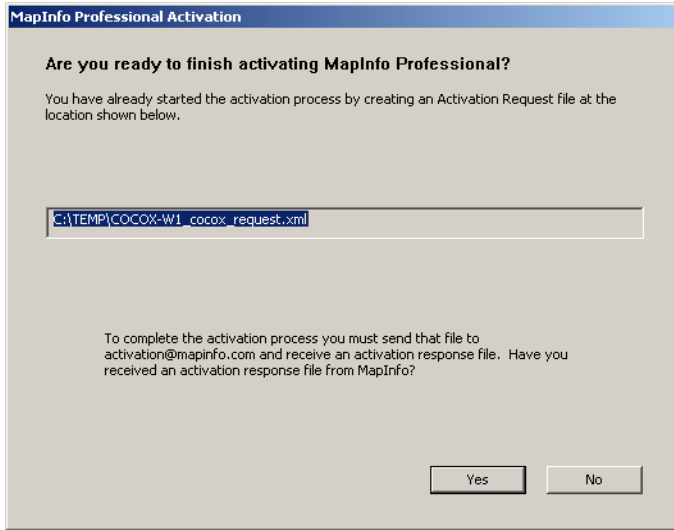 MapInfo Professional Activation
Are you ready to finish activating MapInfo Professional?
You have already started the activation process by creating an Activation Request file at the
location shown below.
C:\TEMP\COCOX-W1_cocox_request.xml
To complete the activation process you must send that file to
activation@mapinfo.com and receive an activation response file.  Have you
received an activation response file from MapInfo?
Yes
No